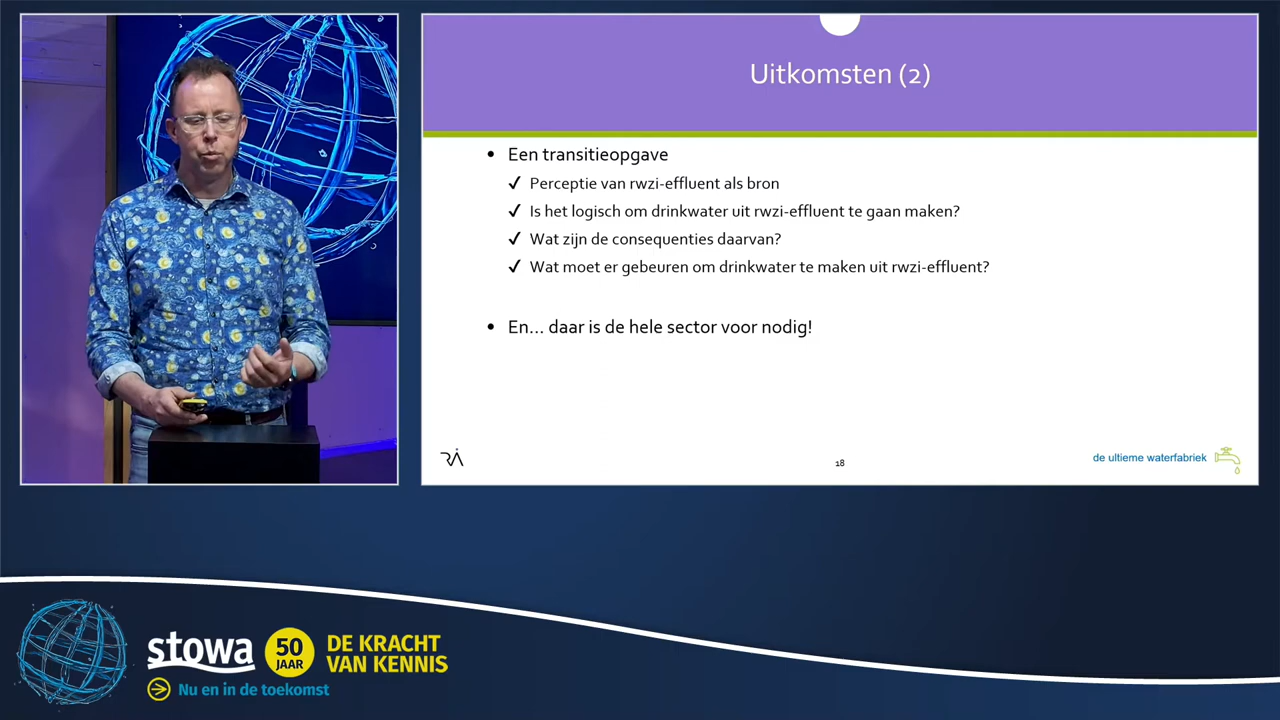 Uitkomsten (2)
• Een transitieopgave
✓ Perceptie van rwzi-effluent als bron
✓ Is het logisch om drinkwater uit rwzi-effluent te gaan maken?
✓ Wat zijn de consequenties daarvan?
✓ Wat moet er gebeuren om drinkwater te maken uit rwzi-effluent?
• En... daar is de hele sector voor nodig!
18
de ultieme waterfabriek
stowa
50
JAAR
DE KRACHT
VAN KENNIS
Nu en in de toekomst